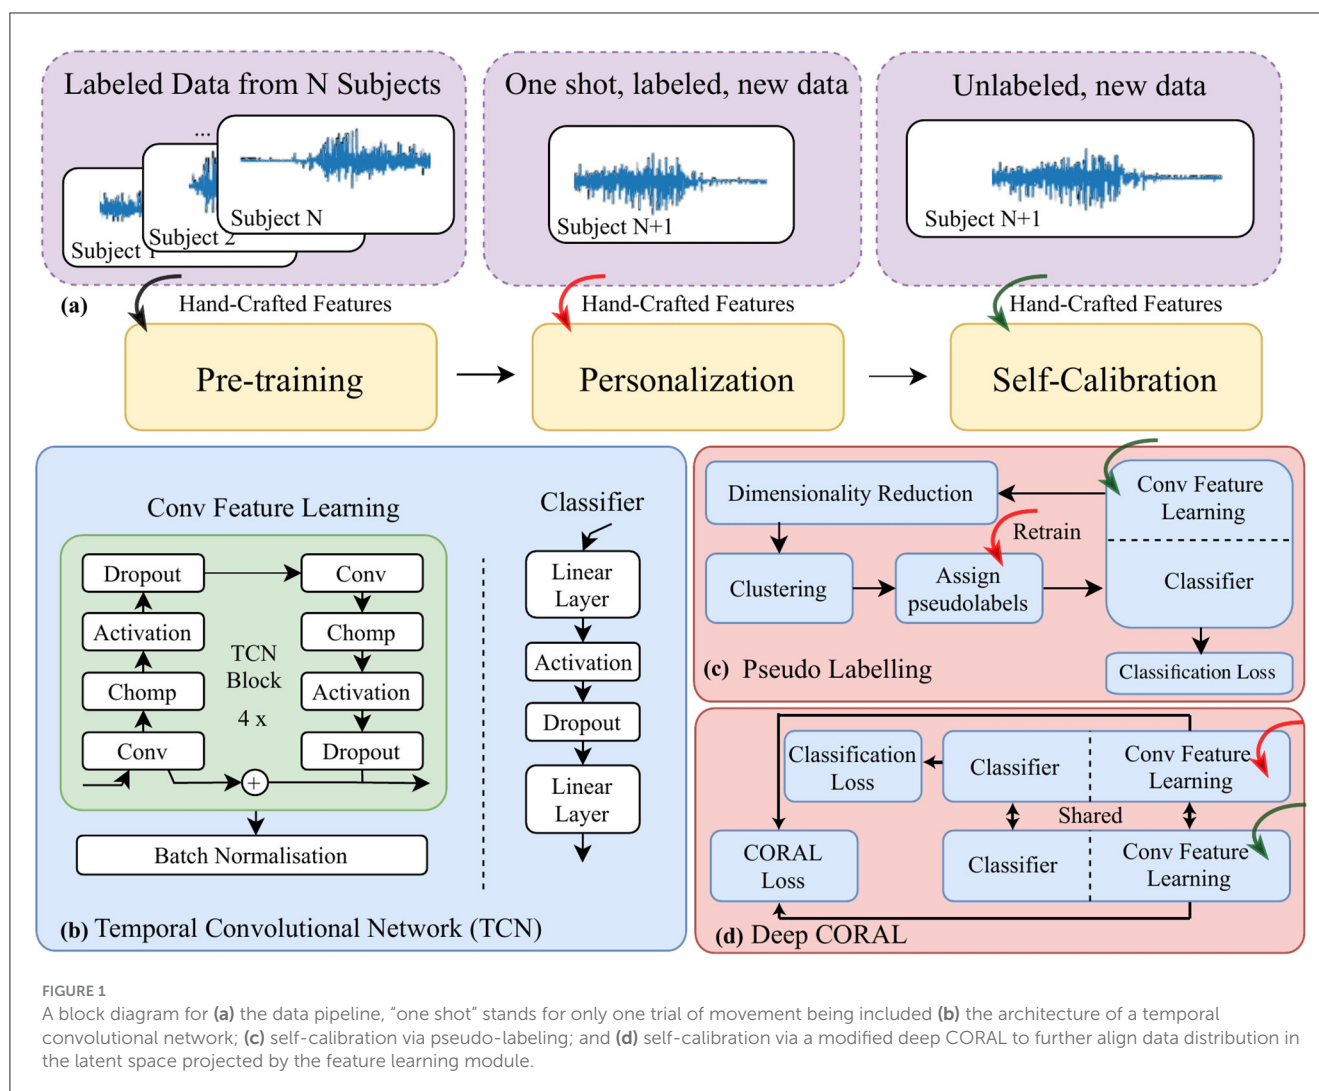 Labeled Data from N Subjects
...
Subject 1
Subject 2
Subject N
One shot, labeled, new data
Subject N+1
Unlabeled, new data
Subject N+1
(a)
Hand-Crafted Features
Hand-Crafted Features
Hand-Crafted Features
Pre-training
Personalization
Self-Calibration
Conv Feature Learning
Dropout
Activation
Chomp
Conv
TCN
Block
4 x
Conv
Chomp
Activation
Dropout
+
Batch Normalisation
Classifier
Linear
Layer
Activation
Dropout
Linear
Layer
(b) Temporal Convolutional Network (TCN)
Dimensionality Reduction
Conv Feature
Learning
Retrain
Clustering
Assign
pseudolabels
Classifier
Classification Loss
(c) Pseudo Labelling
Classification
Loss
Classifier
Conv Feature
Learning
Shared
CORAL
Loss
Classifier
Conv Feature
Learning
(d) Deep CORAL
FIGURE 1
A block diagram for (a) the data pipeline, "one shot" stands for only one trial of movement being included (b) the architecture of a temporal
convolutional network; (c) self-calibration via pseudo-labeling; and (d) self-calibration via a modified deep CORAL to further align data distribution in
the latent space projected by the feature learning module.